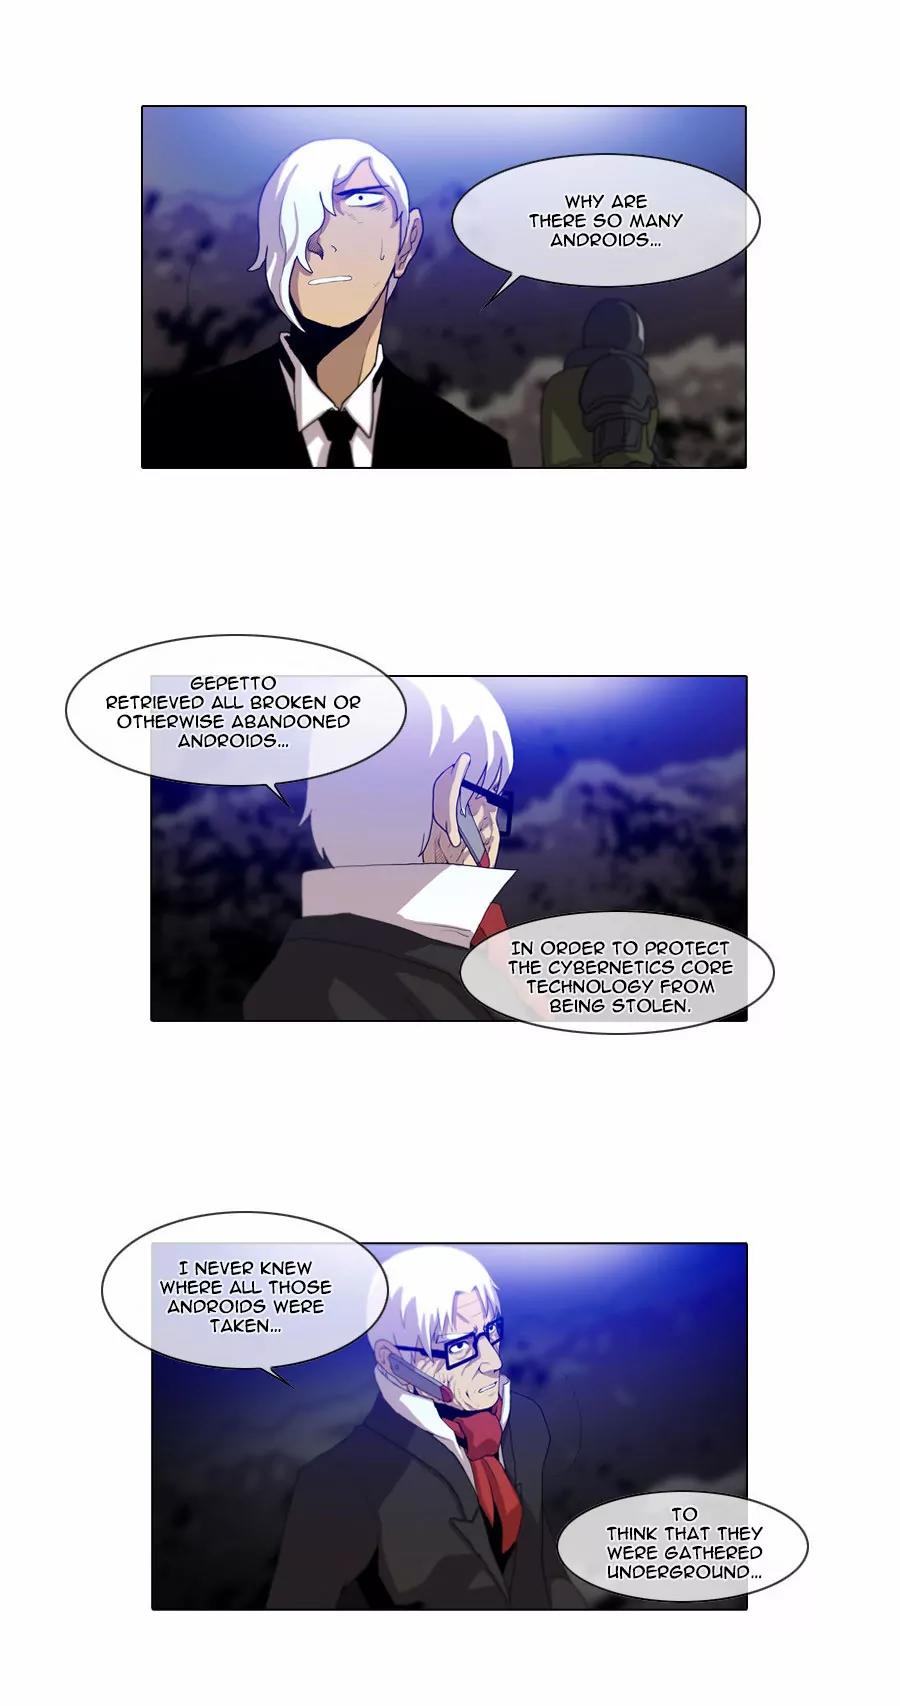 WHY ARE
THERE SO MANY
ANDROIDS...
GEPETTO
RETRIEVED ALL BROKEN OR
OTHERWISE ABANDONED
ANDROIDS...
IN ORDER TO PROTECT
THE CYBERNETICS CORE
TECHNOLOGY FROM
BEING STOLEN.
I NEVER KNEW
WHERE ALL THOSE
ANDROIDS WERE
TAKEN...
TO
THINK THAT THEY
WERE GATHERED
UNDERGROUND...